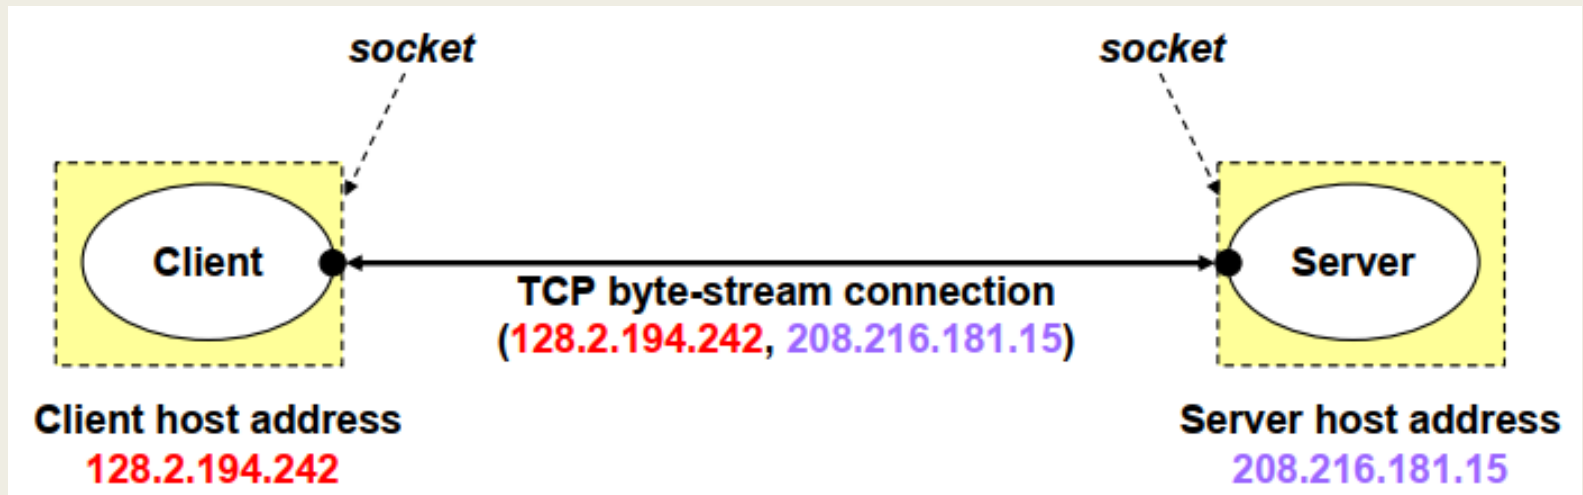 socket
socket
Client
Server
TCP byte-stream connection
(128.2.194.242, 208.216.181.15)
Client host address
128.2.194.242
Server host address
208.216.181.15